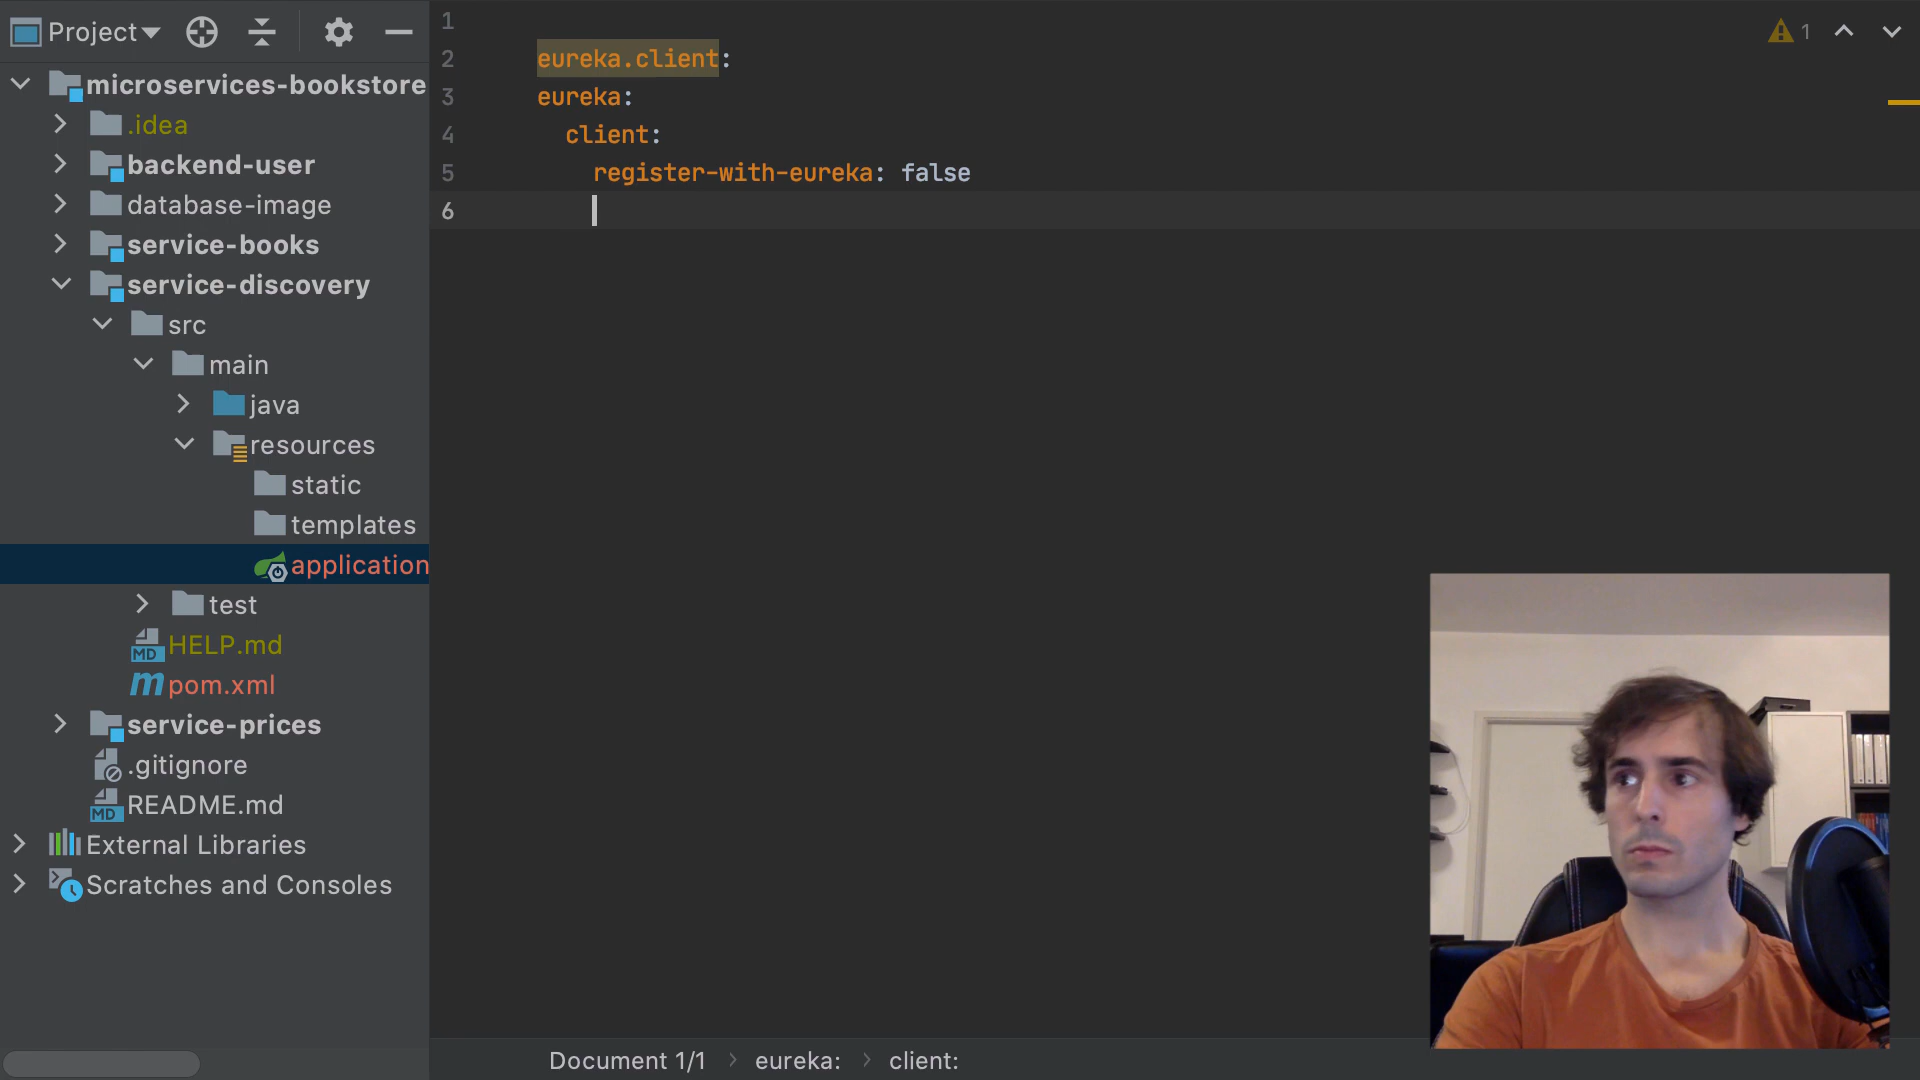 Project
microservices-bookstore
.idea
backend-user
database-image
service-books
service-discovery
src
main
java
resources
static
templates
application
test
MD HELP.md
m pom.xml
service-prices
.gitignore
MD README.md
External Libraries
Scratches and Consoles
1
2 eureka.client:
3 eureka:
4 client:
5 register-with-eureka: false
6
1
Document 1/1 > eureka: > client: